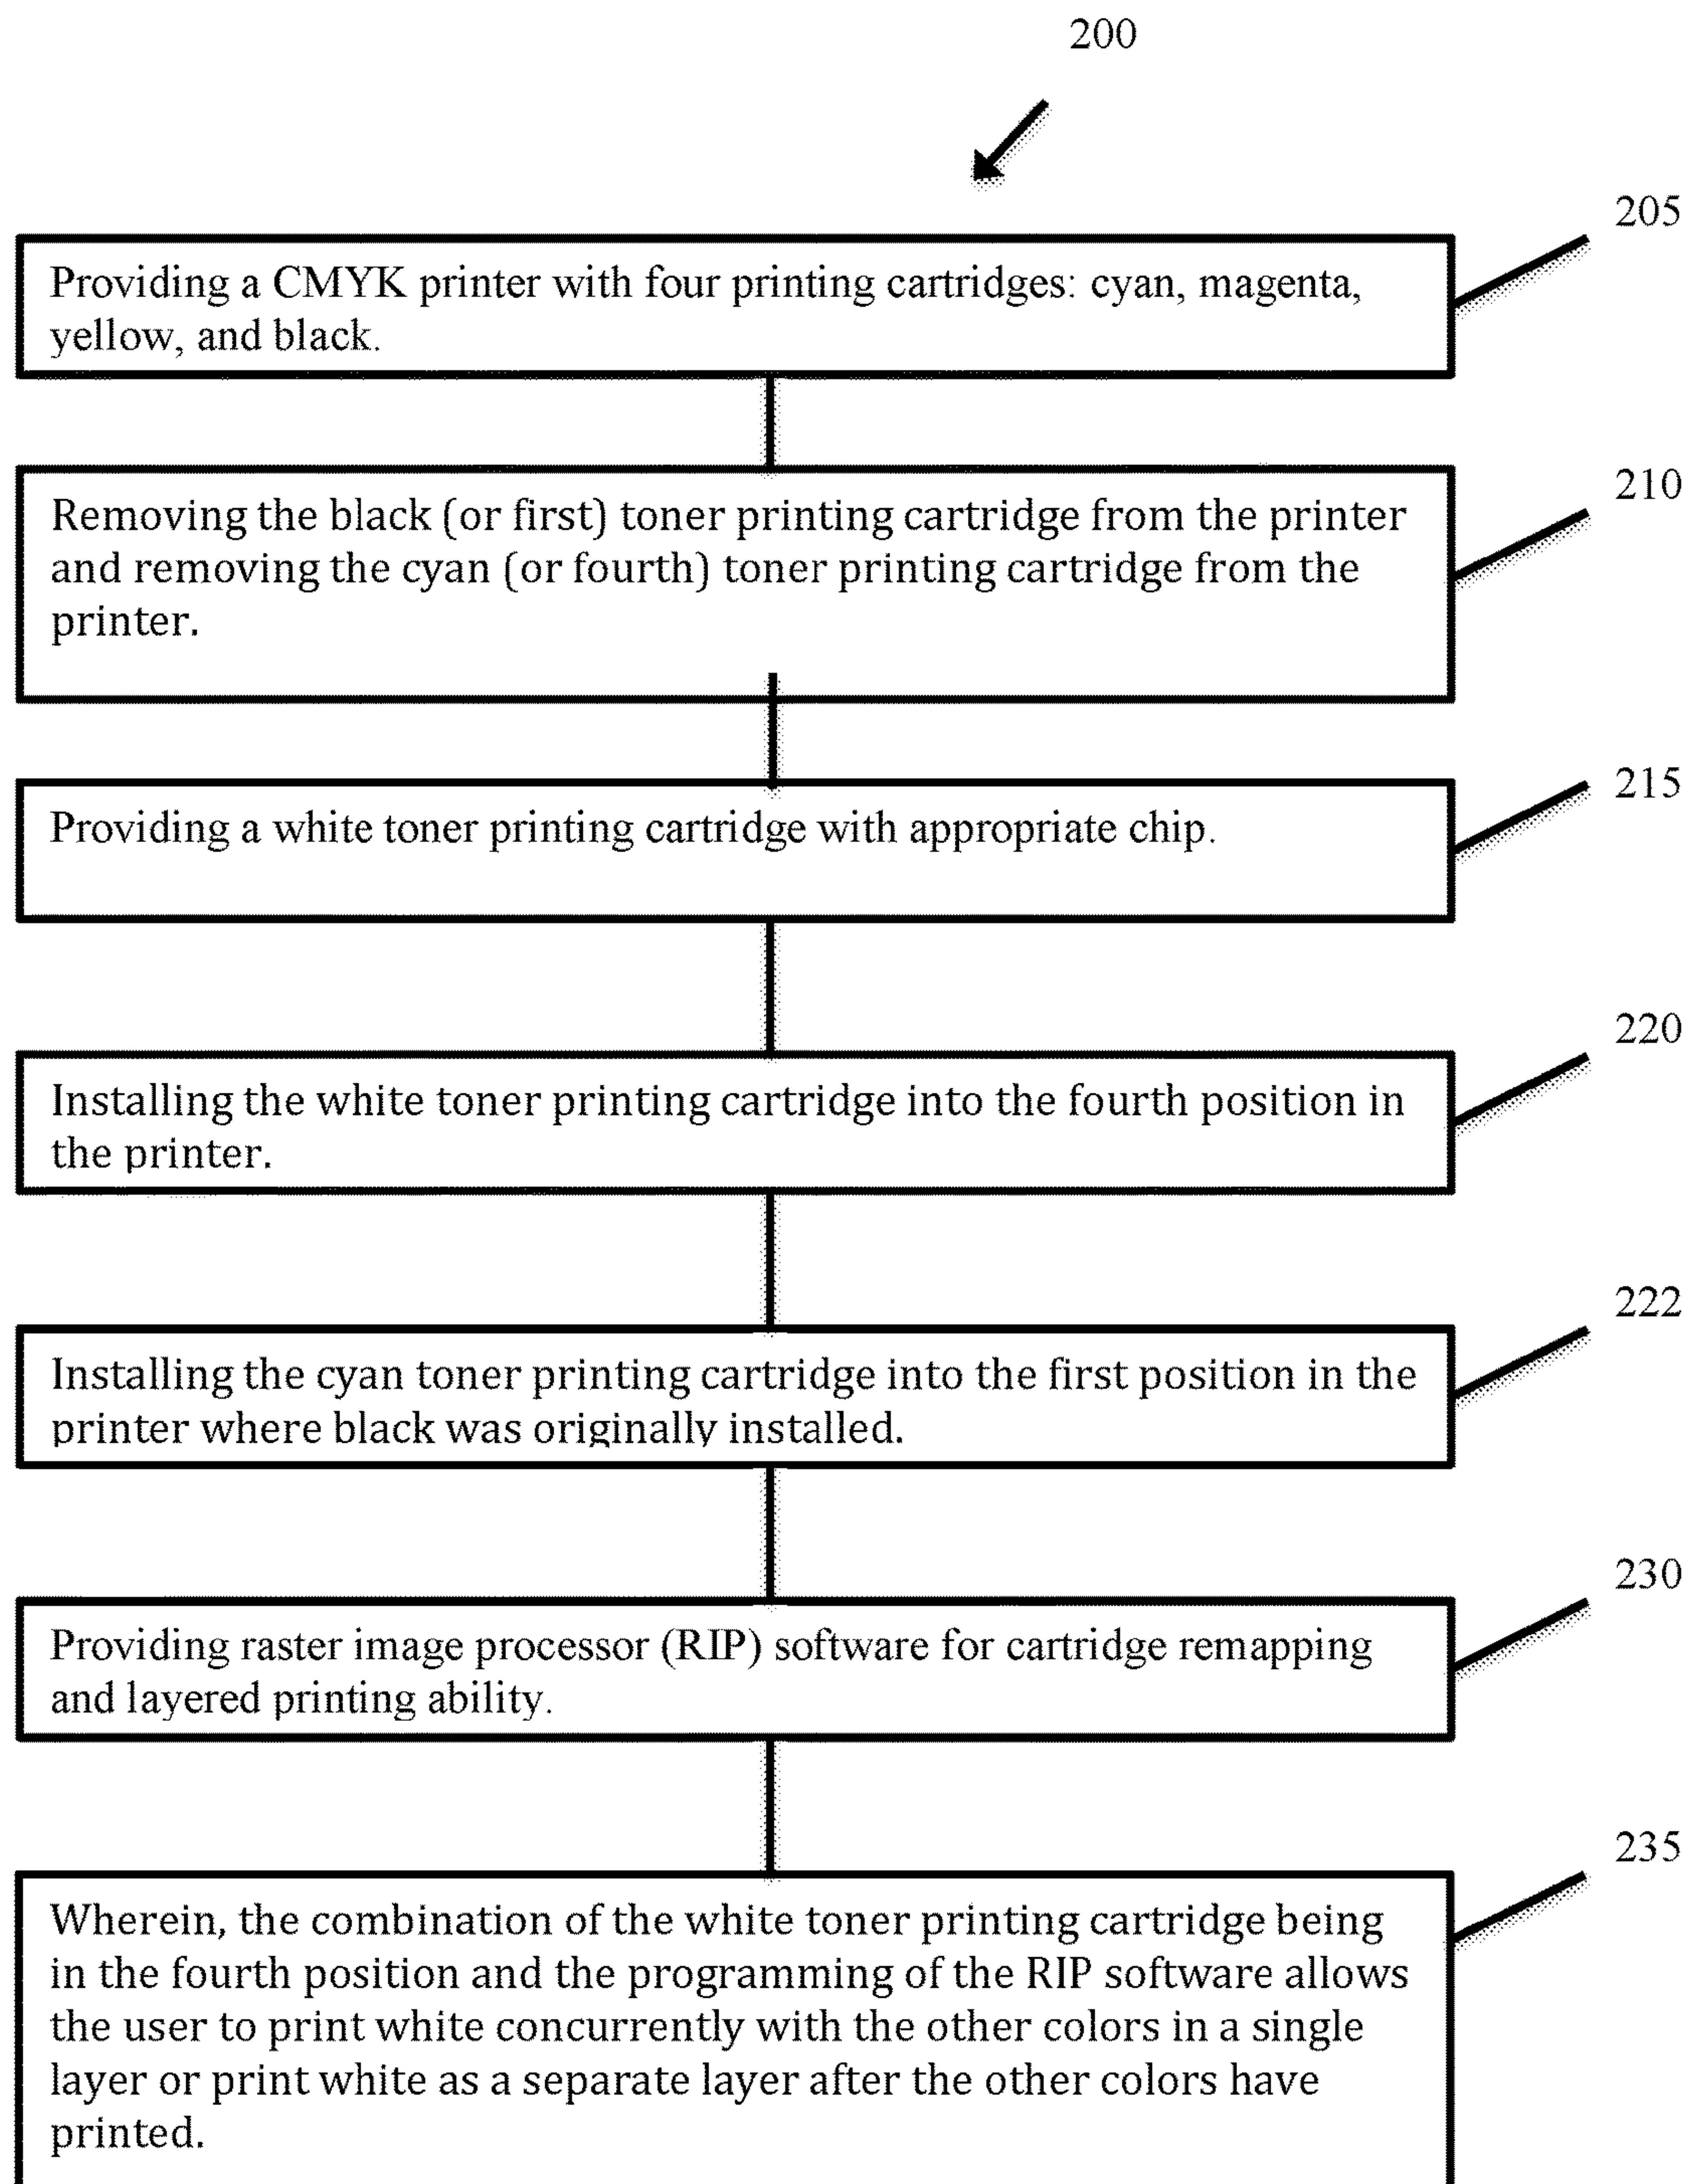 200
205
Providing a CMYK printer with four printing cartridges: cyan, magenta,
yellow, and black.
210
Removing the black (or first) toner printing cartridge from the printer
and removing the cyan (or fourth) toner printing cartridge from the
printer.
215
Providing a white toner printing cartridge with appropriate chip.
220
Installing the white toner printing cartridge into the fourth position in
the printer.
222
Installing the cyan toner printing cartridge into the first position in the
printer where black was originally installed.
230
Providing raster image processor (RIP) software for cartridge remapping
and layered printing ability.
235
Wherein, the combination of the white toner printing cartridge being
in the fourth position and the programming of the RIP software allows
the user to print white concurrently with the other colors in a single
layer or print white as a separate layer after the other colors have
printed.